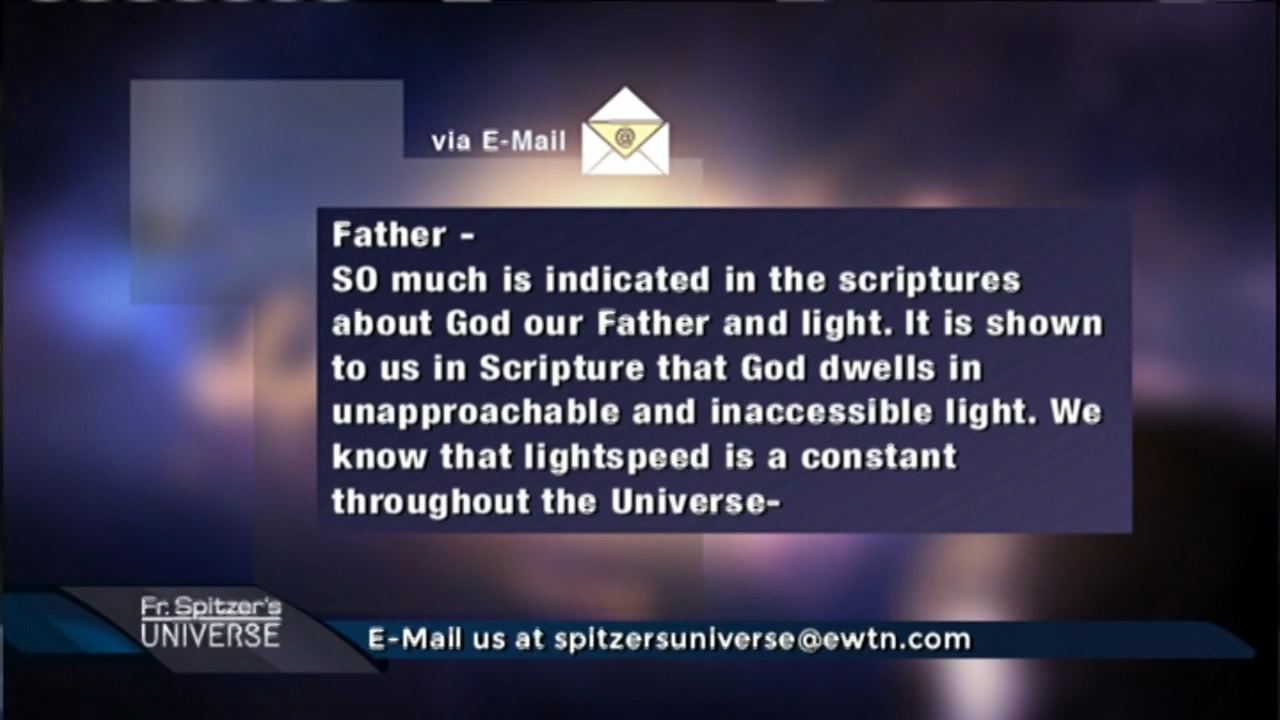 via E-Mail
Father -
SO much is indicated in the scriptures
about God our Father and light. It is shown
to us in Scripture that God dwells in
unapproachable and inaccessible light. We
know that lightspeed is a constant
throughout the Universe-
Fr. Spitzer's
UNIVERSE
E-Mail us at spitzersuniverse@ewtn.com